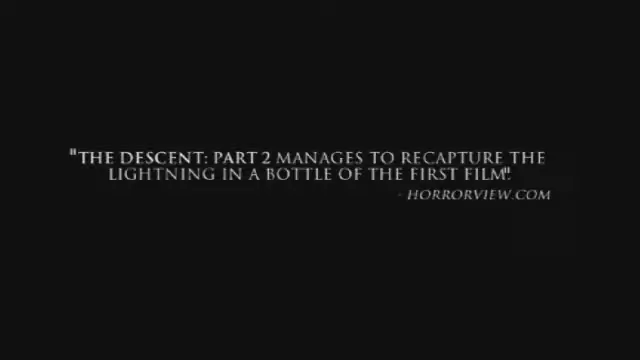 "THE DESCENT: PART 2 MANAGES TO RECAPTURE THE
LIGHTNING IN A BOTTLE OF THE FIRST FILM".
- HORRORVIEW.COM